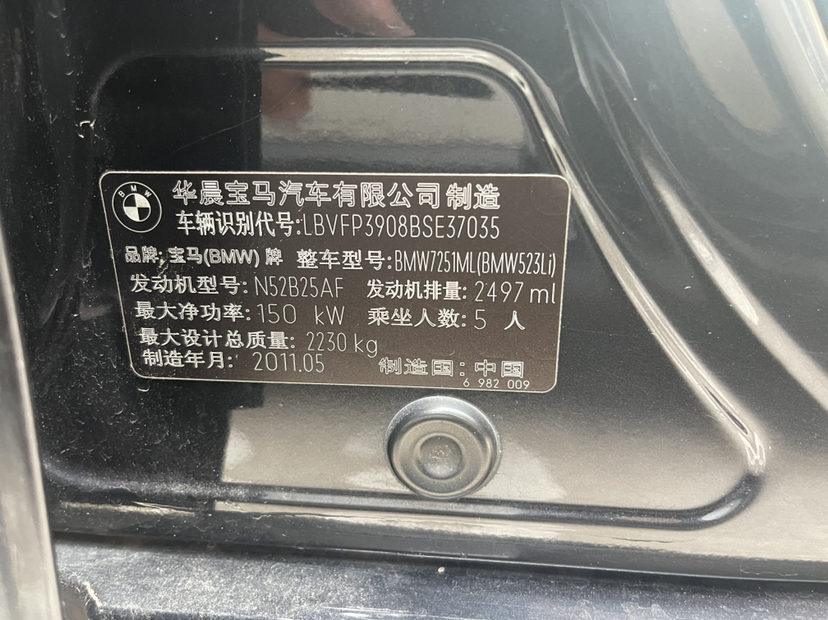 BMW
华晨宝马汽车有限公司制造
车辆识别代号:LBVFP3908BSE37035
品牌: 宝马(BMW) 牌 整车型号:BMW7251ML(BMW523Li)
发动机型号: N52B25AF 发动机排量: 2497 ml
最大净功率: 150 kW 乘坐人数: 5 人
最大设计总质量: 2230 kg
制造年月: 2011.05 制造国: 中国
6 982 009